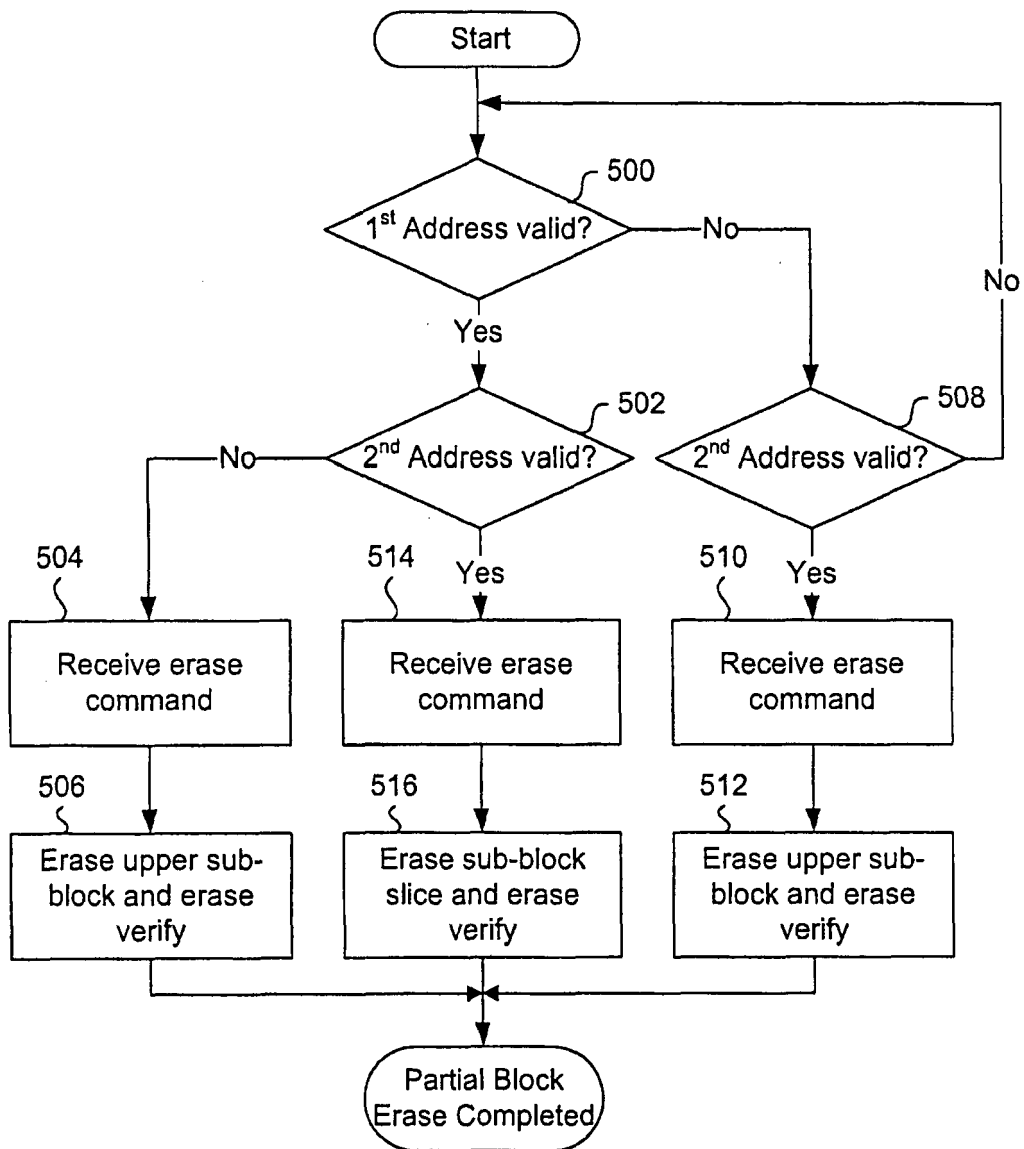 Start
500
1st Address valid?
No
No
Yes
502
508
No
2nd Address valid?
2nd Address valid?
504
514
Yes
510
Yes
Receive erase
command
Receive erase
command
Receive erase
command
506
516
512
Erase upper sub-
block and erase
verify
Erase sub-block
slice and erase
verify
Erase upper sub-
block and erase
verify
Partial Block
Erase Completed